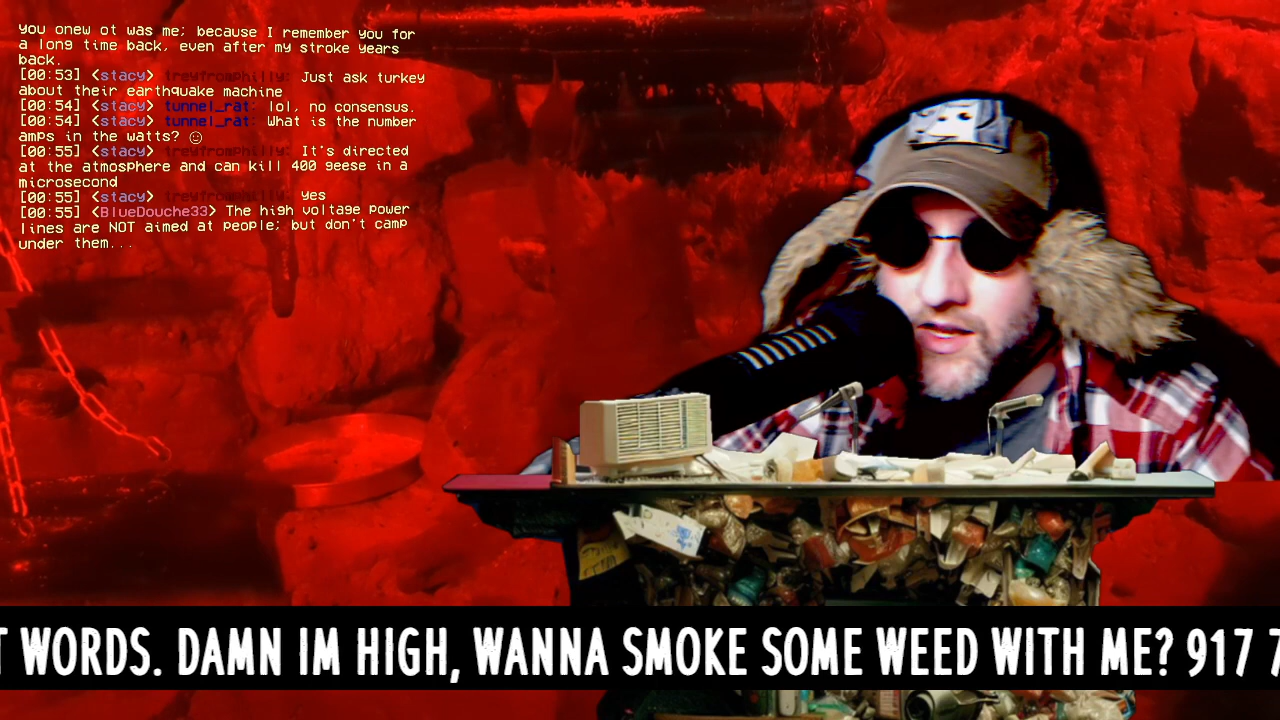 you onew ot was me; because I remember you for
a long time back, even after my stroke years
back.
[00:53] <stacy> treyfromphilly: Just ask turkey
about their earthquake machine
[00:54] <stacy> tunnel_rat: lol, no consensus.
[00:54] <stacy> tunnel_rat: What is the number
amps in the watts? ☺
[00:55] <stacy> treyfromphilly: It's directed
at the atmosphere and can kill 400 geese in a
microsecond
[00:55] <stacy> treyfromphilly: yes
[00:55] <BlueDouche33> The high voltage power
lines are NOT aimed at people; but don't camp
under them...
T WORDS. DAMN IM HIGH, WANNA SMOKE SOME WEED WITH ME? 917 7